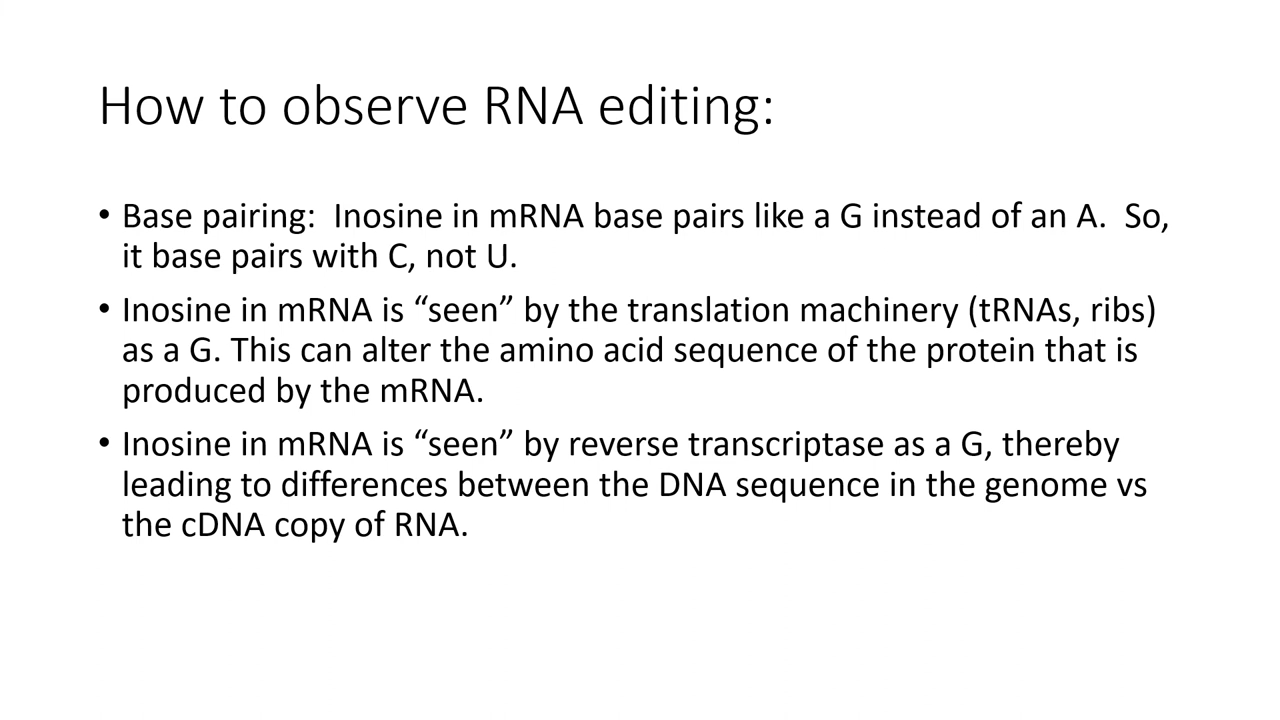 How to observe RNA editing:
• Base pairing:  Inosine in mRNA base pairs like a G instead of an A.  So,
it base pairs with C, not U.
• Inosine in mRNA is “seen” by the translation machinery (tRNAs, ribs)
as a G. This can alter the amino acid sequence of the protein that is
produced by the mRNA.
• Inosine in mRNA is “seen” by reverse transcriptase as a G, thereby
leading to differences between the DNA sequence in the genome vs
the cDNA copy of RNA.